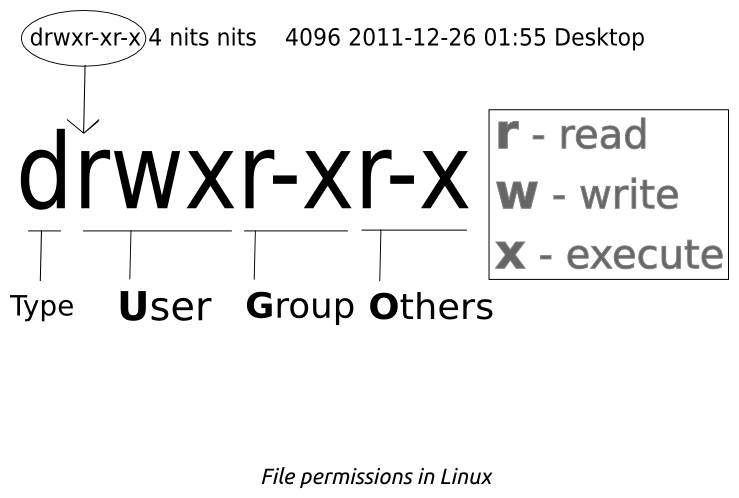 drwxr-xr-x 4 nits nits 4096 2011-12-26 01:55 Desktop
drwxr-xr-x
r - read
w - write
x - execute
Type User Group Others
File permissions in Linux